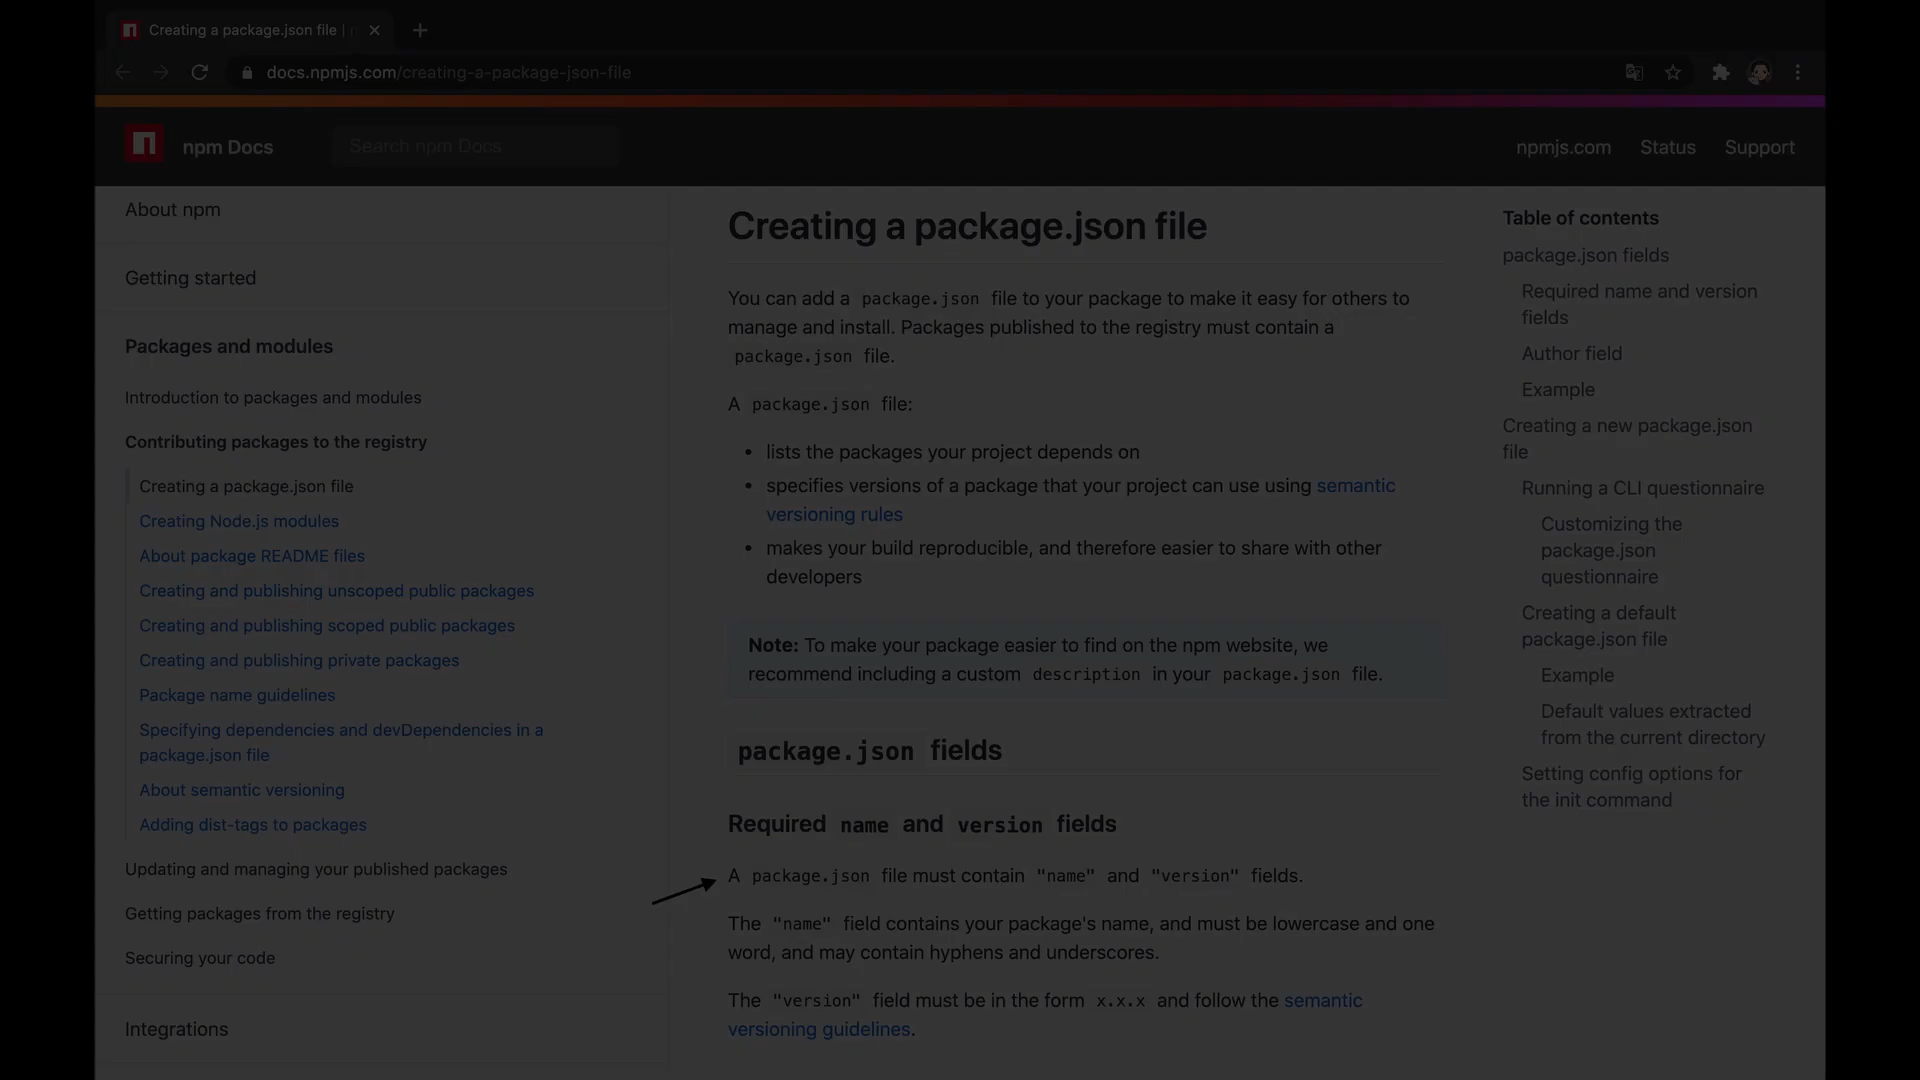 Creating a package.json file |
docs.npmjs.com/creating-a-package-json-file
npm Docs
Search npm Docs
npmjs.com
Status
Support
About npm
Getting started
Packages and modules
Introduction to packages and modules
Contributing packages to the registry
Creating a package.json file
Creating Node.js modules
About package README files
Creating and publishing unscoped public packages
Creating and publishing scoped public packages
Creating and publishing private packages
Package name guidelines
Specifying dependencies and devDependencies in a
package.json file
About semantic versioning
Adding dist-tags to packages
Updating and managing your published packages
Getting packages from the registry
Securing your code
Integrations
Creating a package.json file
You can add a package.json file to your package to make it easy for others to
manage and install. Packages published to the registry must contain a
package.json file.
A package.json file:
• lists the packages your project depends on
• specifies versions of a package that your project can use using semantic
versioning rules
• makes your build reproducible, and therefore easier to share with other
developers
Note: To make your package easier to find on the npm website, we
recommend including a custom description in your package.json file.
package.json fields
Required name and version fields
A package.json file must contain "name" and "version" fields.
The "name" field contains your package's name, and must be lowercase and one
word, and may contain hyphens and underscores.
The "version" field must be in the form x.x.x and follow the semantic
versioning guidelines.
Table of contents
package.json fields
Required name and version
fields
Author field
Example
Creating a new package.json
file
Running a CLI questionnaire
Customizing the
package.json
questionnaire
Creating a default
package.json file
Example
Default values extracted
from the current directory
Setting config options for
the init command